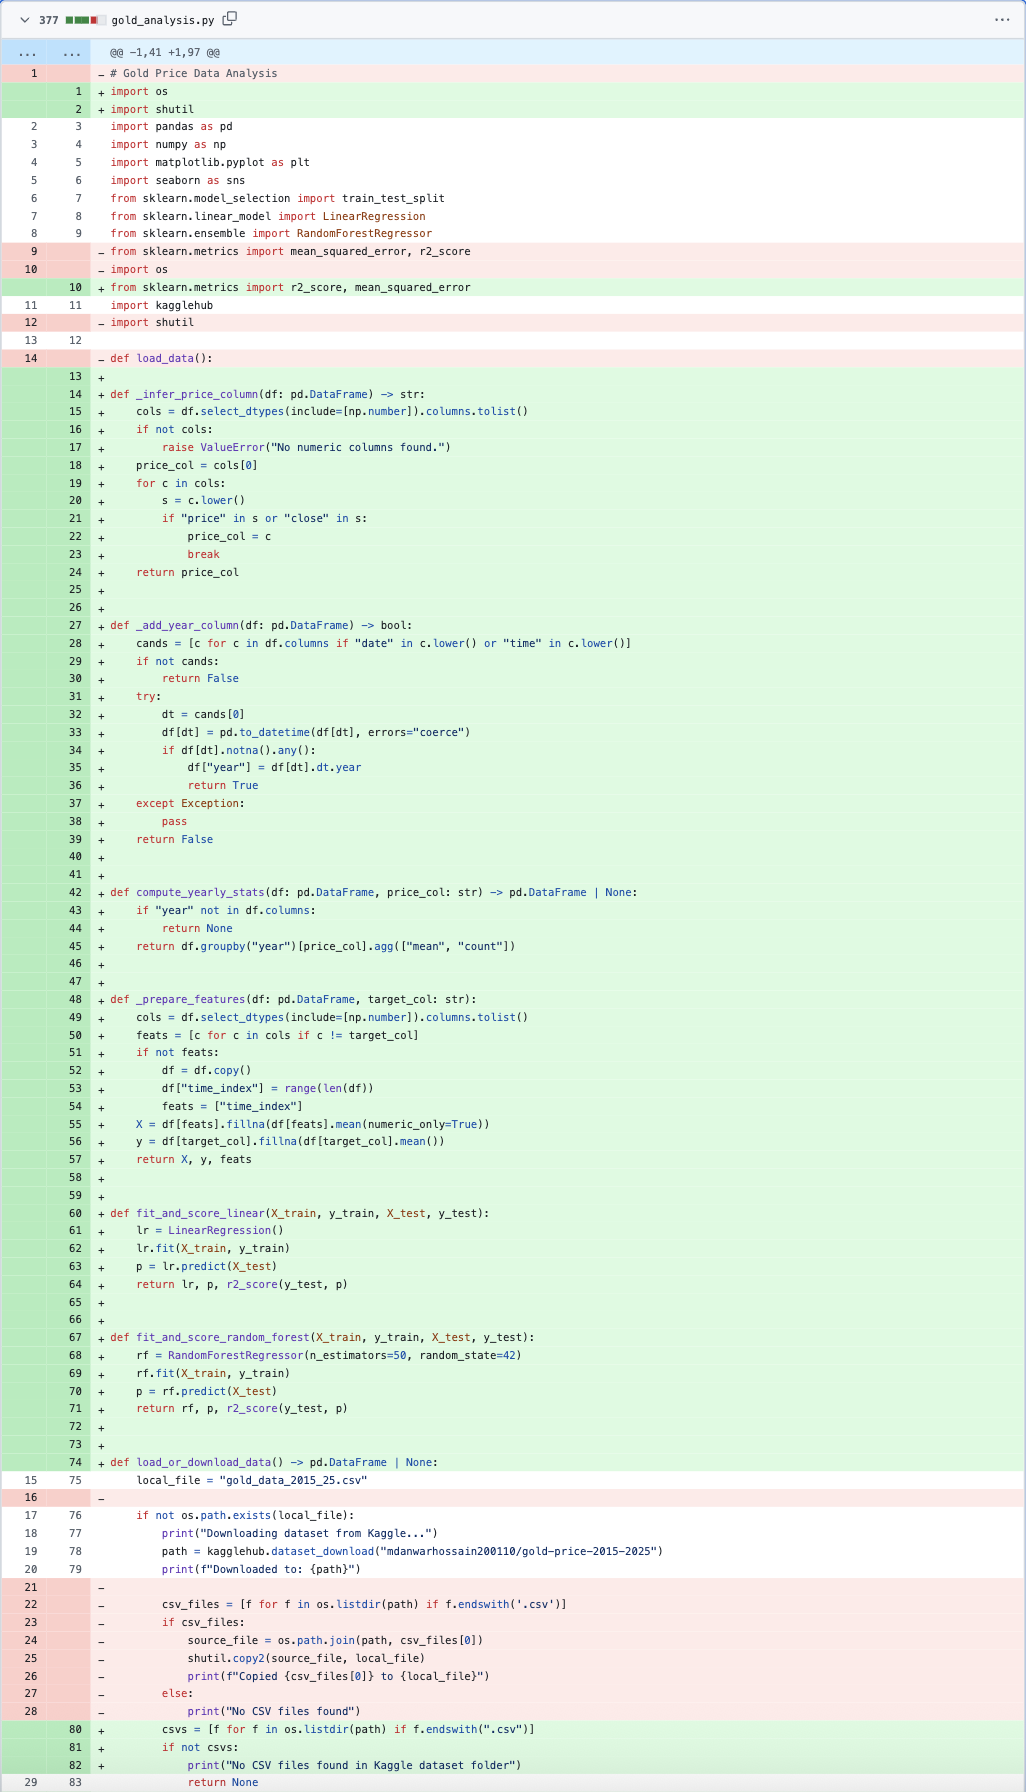 377 gold_analysis.py ...
... ... @@ -1,41 +1,97 @@
1 - # Gold Price Data Analysis
1 + import os
2 + import shutil
2 3 import pandas as pd
3 4 import numpy as np
4 5 import matplotlib.pyplot as plt
5 6 import seaborn as sns
6 7 from sklearn.model_selection import train_test_split
7 8 from sklearn.linear_model import LinearRegression
8 9 from sklearn.ensemble import RandomForestRegressor
9 - from sklearn.metrics import mean_squared_error, r2_score
10 - import os
10 + from sklearn.metrics import r2_score, mean_squared_error
11 11 import kagglehub
12 - import shutil
13 12
14 - def load_data():
13 +
14 + def _infer_price_column(df: pd.DataFrame) -> str:
15 +     cols = df.select_dtypes(include=[np.number]).columns.tolist()
16 +     if not cols:
17 +         raise ValueError("No numeric columns found.")
18 +     price_col = cols[0]
19 +     for c in cols:
20 +         s = c.lower()
21 +         if "price" in s or "close" in s:
22 +             price_col = c
23 +             break
24 +     return price_col
25 +
26 +
27 + def _add_year_column(df: pd.DataFrame) -> bool:
28 +     cands = [c for c in df.columns if "date" in c.lower() or "time" in c.lower()]
29 +     if not cands:
30 +         return False
31 +     try:
32 +         dt = cands[0]
33 +         df[dt] = pd.to_datetime(df[dt], errors="coerce")
34 +         if df[dt].notna().any():
35 +             df["year"] = df[dt].dt.year
36 +             return True
37 +     except Exception:
38 +         pass
39 +     return False
40 +
41 +
42 + def compute_yearly_stats(df: pd.DataFrame, price_col: str) -> pd.DataFrame | None:
43 +     if "year" not in df.columns:
44 +         return None
45 +     return df.groupby("year")[price_col].agg(["mean", "count"])
46 +
47 +
48 + def _prepare_features(df: pd.DataFrame, target_col: str):
49 +     cols = df.select_dtypes(include=[np.number]).columns.tolist()
50 +     feats = [c for c in cols if c != target_col]
51 +     if not feats:
52 +         df = df.copy()
53 +         df["time_index"] = range(len(df))
54 +         feats = ["time_index"]
55 +     X = df[feats].fillna(df[feats].mean(numeric_only=True))
56 +     y = df[target_col].fillna(df[target_col].mean())
57 +     return X, y, feats
58 +
59 +
60 + def fit_and_score_linear(X_train, y_train, X_test, y_test):
61 +     lr = LinearRegression()
62 +     lr.fit(X_train, y_train)
63 +     p = lr.predict(X_test)
64 +     return lr, p, r2_score(y_test, p)
65 +
66 +
67 + def fit_and_score_random_forest(X_train, y_train, X_test, y_test):
68 +     rf = RandomForestRegressor(n_estimators=50, random_state=42)
69 +     rf.fit(X_train, y_train)
70 +     p = rf.predict(X_test)
71 +     return rf, p, r2_score(y_test, p)
72 +
73 +
74 + def load_or_download_data() -> pd.DataFrame | None:
15 75     local_file = "gold_data_2015_25.csv"
16 -
17 76     if not os.path.exists(local_file):
18 77         print("Downloading dataset from Kaggle...")
19 78         path = kagglehub.dataset_download("mdanwarhossain200110/gold-price-2015-2025")
20 79         print(f"Downloaded to: {path}")
21 -
22 -         csv_files = [f for f in os.listdir(path) if f.endswith('.csv')]
23 -         if csv_files:
24 -             source_file = os.path.join(path, csv_files[0])
25 -             shutil.copy2(source_file, local_file)
26 -             print(f"Copied {csv_files[0]} to {local_file}")
27 -         else:
28 -             print("No CSV files found")
80 +         csvs = [f for f in os.listdir(path) if f.endswith(".csv")]
81 +         if not csvs:
82 +             print("No CSV files found in Kaggle dataset folder")
29 83             return None